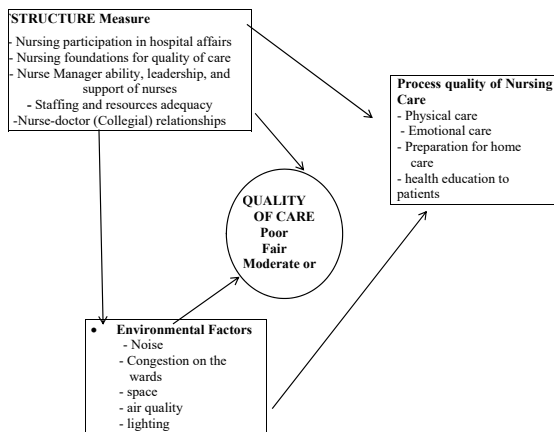 STRUCTURE Measure
- Nursing participation in hospital affairs
- Nursing foundations for quality of care
- Nurse Manager ability, leadership, and
support of nurses
- Staffing and resources adequacy
-Nurse-doctor (Collegial) relationships
Process quality of Nursing
Care
- Physical care
- Emotional care
- Preparation for home
care
- health education to
patients
QUALITY
OF CARE
Poor
Fair
Moderate or
• Environmental Factors
- Noise
- Congestion on the
wards
- space
- air quality
- lighting